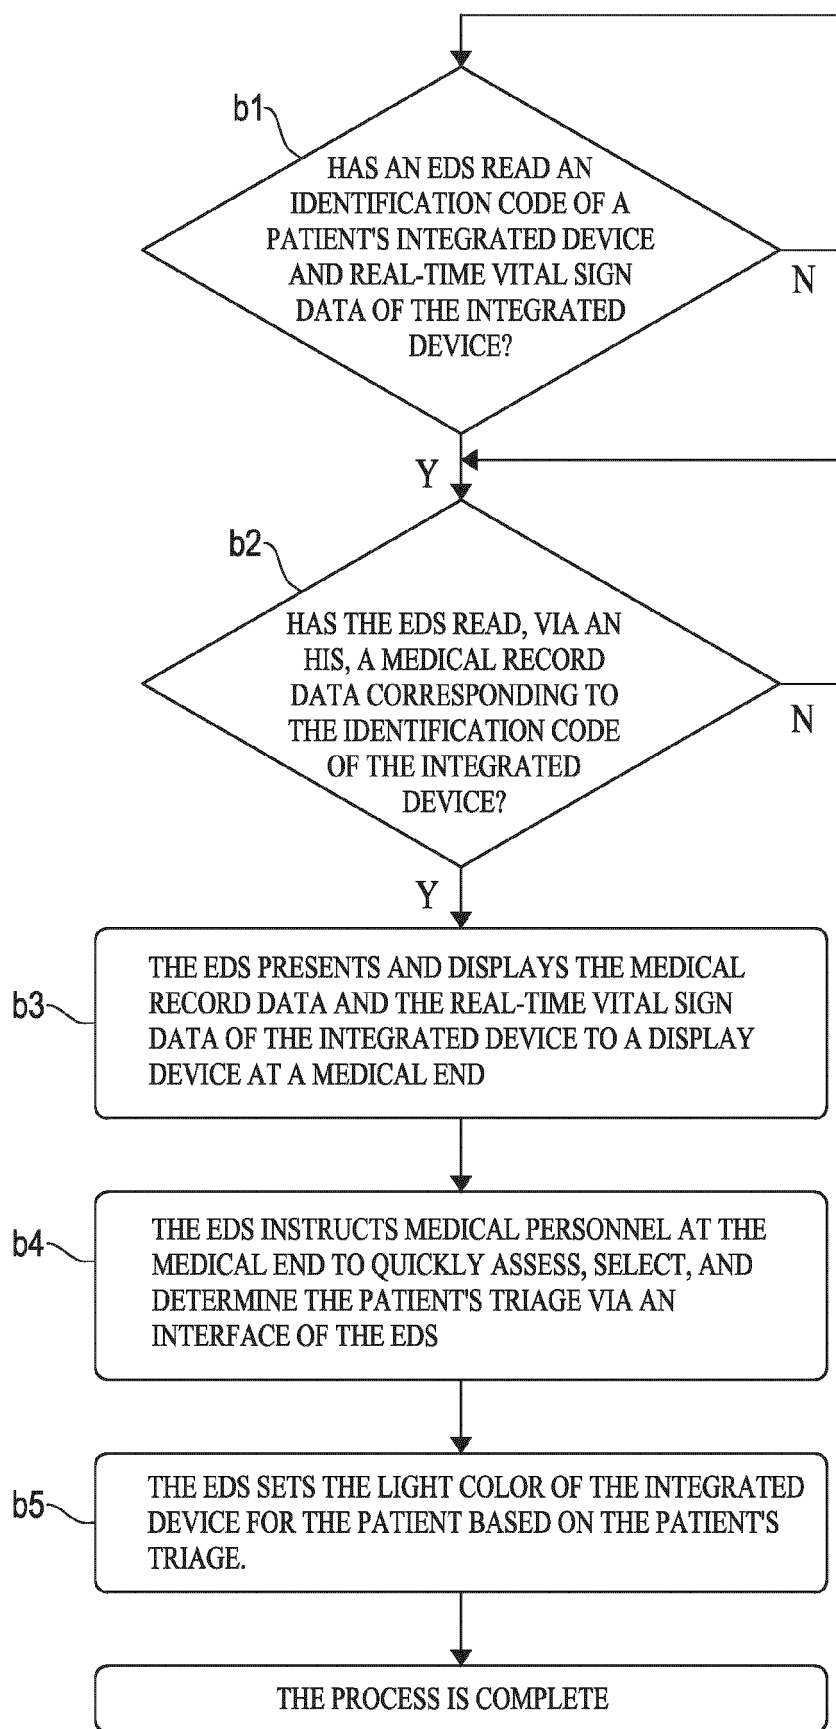 b1
HAS AN EDS READ AN
IDENTIFICATION CODE OF A
PATIENT'S INTEGRATED DEVICE
AND REAL-TIME VITAL SIGN
DATA OF THE INTEGRATED
DEVICE?
N
Y
b2
HAS THE EDS READ, VIA AN
HIS, A MEDICAL RECORD
DATA CORRESPONDING TO
THE IDENTIFICATION CODE
OF THE INTEGRATED
DEVICE?
N
Y
b3
THE EDS PRESENTS AND DISPLAYS THE MEDICAL
RECORD DATA AND THE REAL-TIME VITAL SIGN
DATA OF THE INTEGRATED DEVICE TO A DISPLAY
DEVICE AT A MEDICAL END
b4
THE EDS INSTRUCTS MEDICAL PERSONNEL AT THE
MEDICAL END TO QUICKLY ASSESS, SELECT, AND
DETERMINE THE PATIENT'S TRIAGE VIA AN
INTERFACE OF THE EDS
b5
THE EDS SETS THE LIGHT COLOR OF THE INTEGRATED
DEVICE FOR THE PATIENT BASED ON THE PATIENT'S
TRIAGE.
THE PROCESS IS COMPLETE